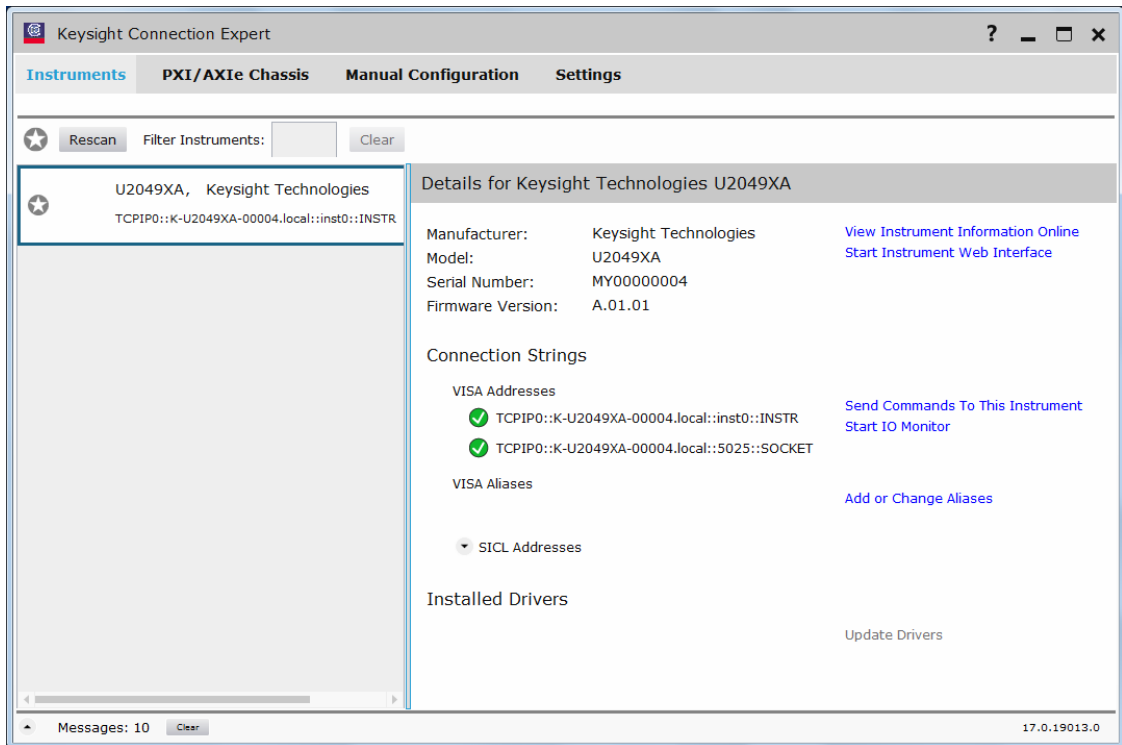 Keysight Connection Expert
?
Instruments PXI/AXIe Chassis Manual Configuration Settings
Rescan Filter Instruments: Clear
U2049XA, Keysight Technologies
TCPIP0::K-U2049XA-00004.local::inst0::INSTR
Details for Keysight Technologies U2049XA
Manufacturer: Keysight Technologies View Instrument Information Online
Model: U2049XA Start Instrument Web Interface
Serial Number: MY00000004
Firmware Version: A.01.01
Connection Strings
VISA Addresses
TCPIP0::K-U2049XA-00004.local::inst0::INSTR Send Commands To This Instrument
Start IO Monitor
TCPIP0::K-U2049XA-00004.local::5025::SOCKET
VISA Aliases
Add or Change Aliases
SICL Addresses
Installed Drivers
Update Drivers
Messages: 10 Clear 17.0.19013.0